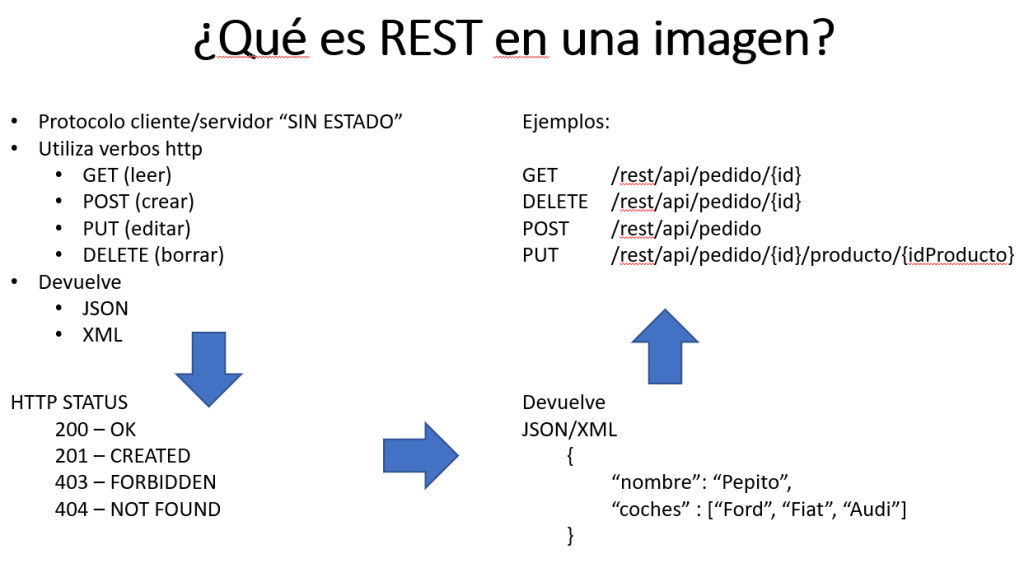 ¿Qué es REST en una imagen?
• Protocolo cliente/servidor “SIN ESTADO”
• Utiliza verbos http
• GET (leer)
• POST (crear)
• PUT (editar)
• DELETE (borrar)
• Devuelve
• JSON
• XML
HTTP STATUS
200 – OK
201 – CREATED
403 – FORBIDDEN
404 – NOT FOUND
Ejemplos:
GET /rest/api/pedido/{id}
DELETE /rest/api/pedido/{id}
POST /rest/api/pedido
PUT /rest/api/pedido/{id}/producto/{idProducto}
Devuelve
JSON/XML
{
“nombre”: “Pepito”,
“coches” : [“Ford”, “Fiat”, “Audi”]
}